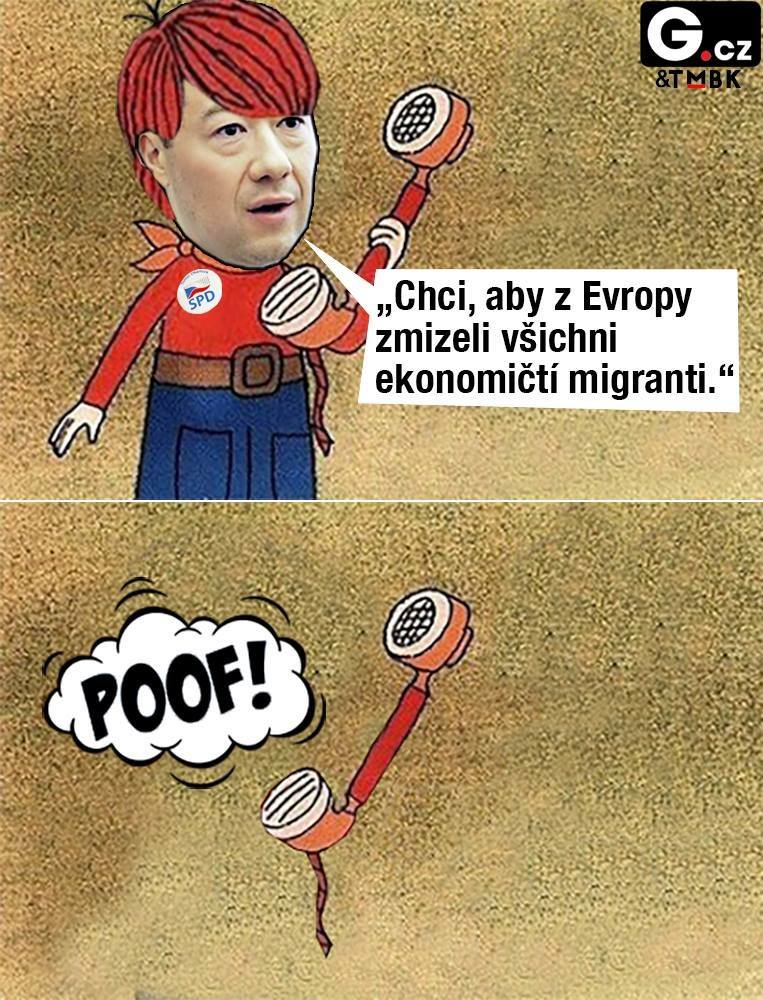 G.cz
&TMBK
SPD
„Chci, aby z Evropy
zmizeli všichni
ekonomičtí migranti.“
POOF!